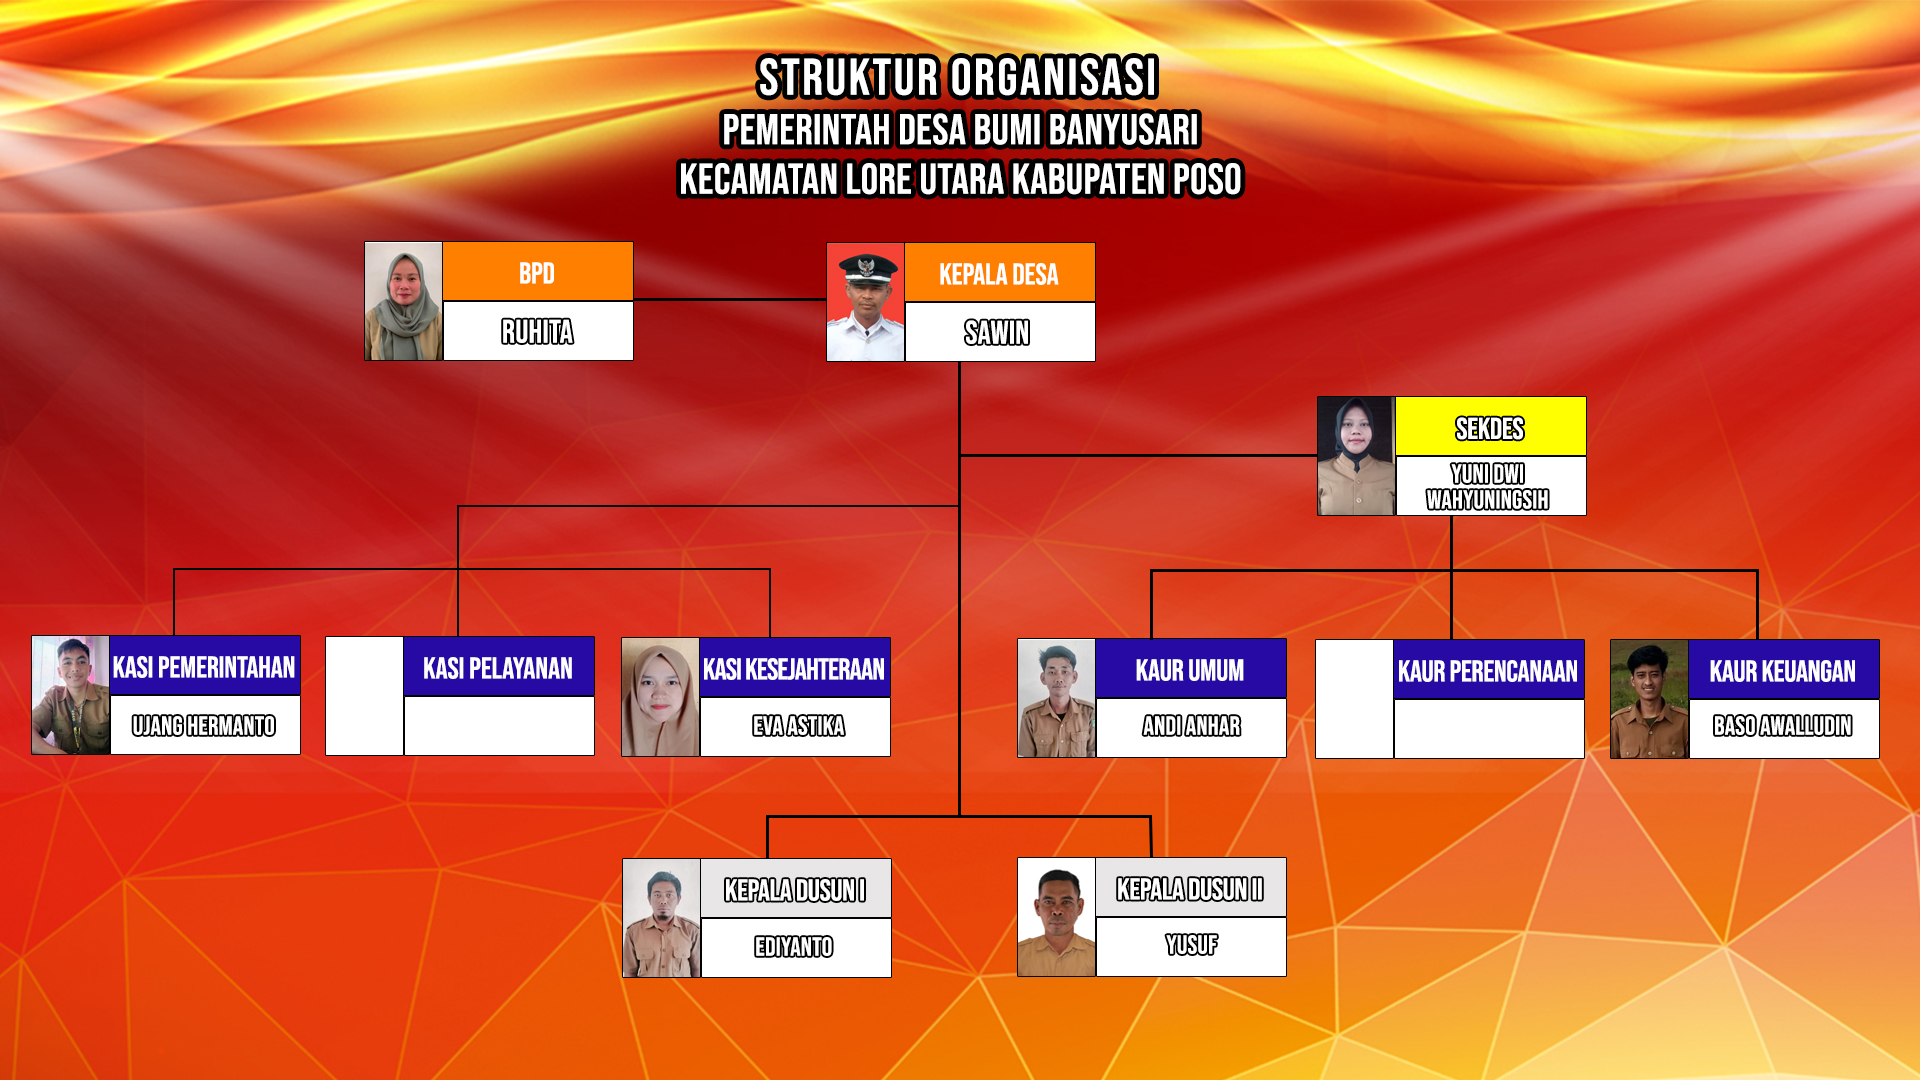 STRUKTUR ORGANISASI
PEMERINTAH DESA BUMI BANYUSARI
KECAMATAN LORE UTARA KABUPATEN POSO
BPD
RUHITA
KEPALA DESA
SAWIN
SEKDES
YUNI DWI
WAHYUNINGSIH
KASI PEMERINTAHAN
UJANG HERMANTO
KASI PELAYANAN
KASI KESEJAHTERAAN
EVA ASTIKA
KAUR UMUM
ANDI ANHAR
KAUR PERENCANAAN
KAUR KEUANGAN
BASO AWALLUDIN
KEPALA DUSUN I
EDIYANTO
KEPALA DUSUN II
YUSUF